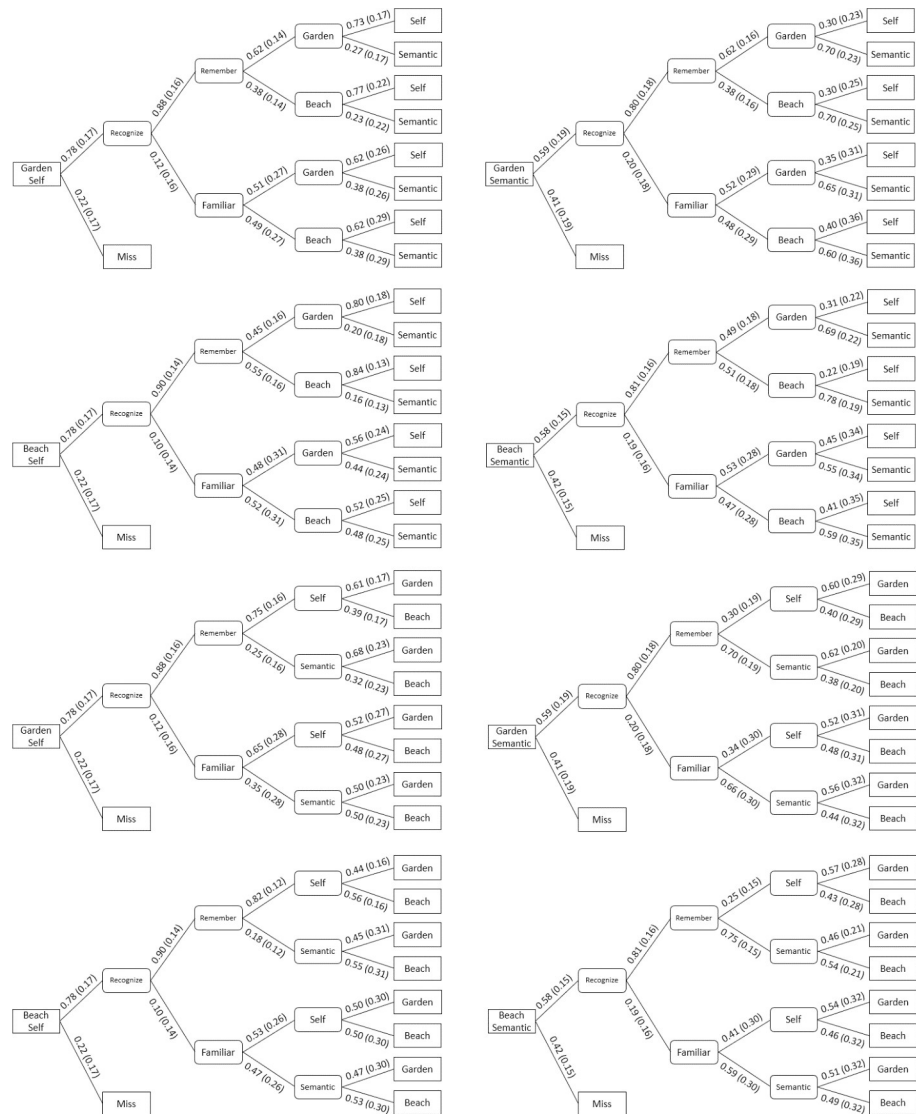 0.73 (0.17)
Self
Garden
0.62 (0.14)
0.27 (0.17)
Semantic
Remember
0.88 (0.16)
0.38 (0.14)
0.77 (0.22)
Self
Beach
0.23 (0.22)
Semantic
0.78 (0.17)
Recognize
Garden
Self
0.12 (0.16)
0.62 (0.26)
Self
0.51 (0.27)
Garden
0.38 (0.26)
Semantic
0.22 (0.17)
Familiar
0.49 (0.27)
0.62 (0.29)
Self
Beach
0.38 (0.29)
Semantic
Miss
0.30 (0.23)
Self
Garden
0.62 (0.16)
0.70 (0.23)
Semantic
Remember
0.80 (0.18)
0.38 (0.16)
0.30 (0.25)
Self
Beach
0.70 (0.25)
Semantic
0.59 (0.19)
Recognize
Garden
Semantic
0.20 (0.18)
0.35 (0.31)
Self
0.52 (0.29)
Garden
0.65 (0.31)
Semantic
0.41 (0.19)
Familiar
0.48 (0.29)
0.40 (0.36)
Self
Beach
0.60 (0.36)
Semantic
Miss
0.80 (0.18)
Self
Garden
0.45 (0.16)
0.20 (0.18)
Semantic
Remember
0.90 (0.14)
0.55 (0.16)
0.84 (0.13)
Self
Beach
0.16 (0.13)
Semantic
0.78 (0.17)
Recognize
Beach
Self
0.10 (0.14)
0.56 (0.24)
Self
0.48 (0.31)
Garden
0.44 (0.24)
Semantic
0.22 (0.17)
Familiar
0.52 (0.31)
0.52 (0.25)
Self
Beach
0.48 (0.25)
Semantic
Miss
0.31 (0.22)
Self
Garden
0.49 (0.18)
0.69 (0.22)
Semantic
Remember
0.81 (0.16)
0.51 (0.18)
0.22 (0.19)
Self
Beach
0.78 (0.19)
Semantic
0.58 (0.15)
Recognize
Beach
Semantic
0.19 (0.16)
0.45 (0.34)
Self
0.53 (0.28)
Garden
0.55 (0.34)
Semantic
0.42 (0.15)
Familiar
0.47 (0.28)
0.41 (0.35)
Self
Beach
0.59 (0.35)
Semantic
Miss
0.61 (0.17)
Garden
Self
0.75 (0.16)
0.39 (0.17)
Beach
Remember
0.88 (0.16)
0.25 (0.16)
0.68 (0.23)
Garden
Semantic
0.32 (0.23)
Beach
0.78 (0.17)
Recognize
Garden
Self
0.12 (0.16)
0.52 (0.27)
Garden
0.65 (0.28)
Self
0.48 (0.27)
Beach
0.22 (0.17)
Familiar
0.35 (0.28)
0.50 (0.23)
Garden
Semantic
0.50 (0.23)
Beach
Miss
0.60 (0.29)
Garden
Self
0.30 (0.19)
0.40 (0.29)
Beach
Remember
0.80 (0.18)
0.70 (0.19)
0.62 (0.20)
Garden
Semantic
0.38 (0.20)
Beach
0.59 (0.19)
Recognize
Garden
Semantic
0.20 (0.18)
0.52 (0.31)
Garden
0.34 (0.30)
Self
0.48 (0.31)
Beach
0.41 (0.19)
Familiar
0.66 (0.30)
0.56 (0.32)
Garden
Semantic
0.44 (0.32)
Beach
Miss
0.44 (0.16)
Garden
Self
0.82 (0.12)
0.56 (0.16)
Beach
Remember
0.90 (0.14)
0.18 (0.12)
0.45 (0.31)
Garden
Semantic
0.55 (0.31)
Beach
0.78 (0.17)
Recognize
Beach
Self
0.10 (0.14)
0.50 (0.30)
Garden
0.53 (0.26)
Self
0.50 (0.30)
Beach
0.22 (0.17)
Familiar
0.47 (0.26)
0.47 (0.30)
Garden
Semantic
0.53 (0.30)
Beach
Miss
0.57 (0.28)
Garden
Self
0.25 (0.15)
0.43 (0.28)
Beach
Remember
0.81 (0.16)
0.75 (0.15)
0.46 (0.21)
Garden
Semantic
0.54 (0.21)
Beach
0.58 (0.15)
Recognize
Beach
Semantic
0.19 (0.16)
0.54 (0.32)
Garden
0.41 (0.30)
Self
0.46 (0.32)
Beach
0.42 (0.15)
Familiar
0.59 (0.30)
0.51 (0.32)
Garden
Semantic
0.49 (0.32)
Beach
Miss